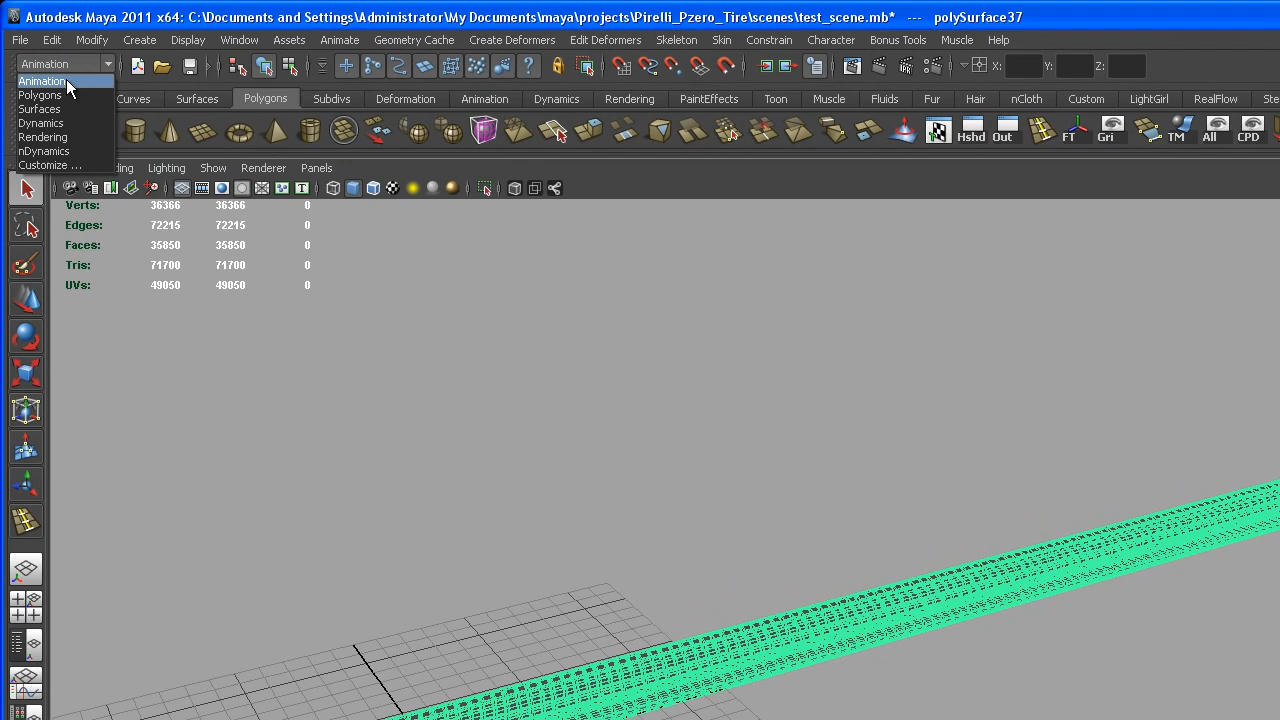 Autodesk Maya 2011 x64: C:\Documents and Settings\Administrator\My Documents\maya\projects\Pirelli_Pzero_Tire\scenes\test_scene.mb* --- polySurface37
File Edit Modify Create Display Window Assets Animate Geometry Cache Create Deformers Edit Deformers Skeleton Skin Constrain Character Bonus Tools Muscle Help
Animation X: Y: Z:
Animation
Polygons
Surfaces
Dynamics
Rendering
nDynamics
Customize ...
Curves Surfaces Polygons Subdivs Deformation Animation Dynamics Rendering PaintEffects Toon Muscle Fluids Fur Hair nCloth Custom LightGirl RealFlow Ste
Hshd Out FT Gri TM All CPD
Lighting Show Renderer Panels
Verts: 36366 36366 0
Edges: 72215 72215 0
Faces: 35850 35850 0
Tris: 71700 71700 0
UVs: 49050 49050 0